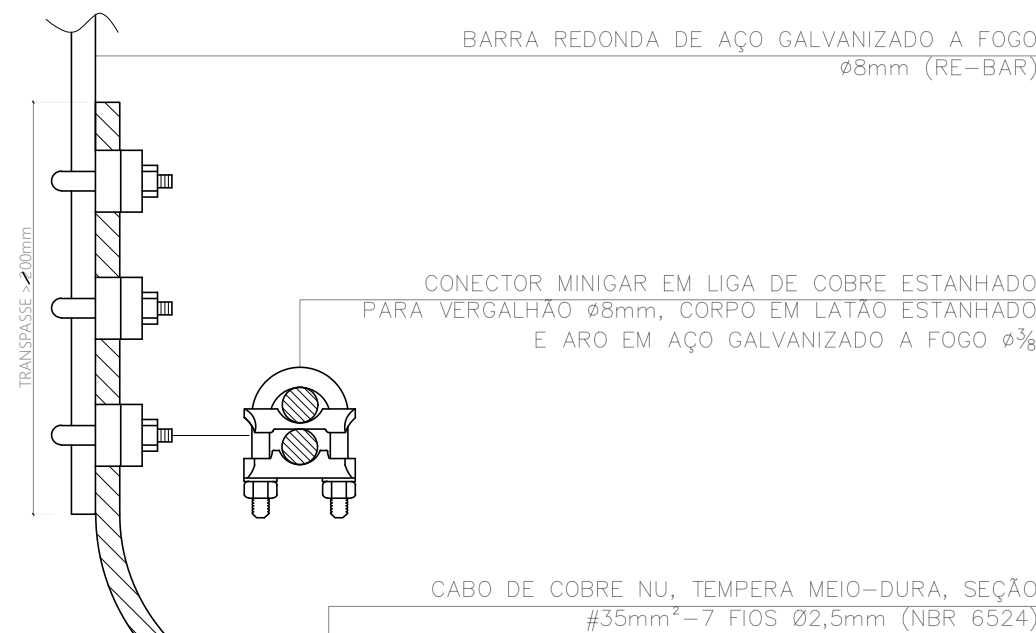 BARRA REDONDA DE AÇO GALVANIZADO A FOGO
ø8mm (RE-BAR)
TRANSPASSE >200mm
CONECTOR MINIGAR EM LIGA DE COBRE ESTANHADO
PARA VERGALHÃO ø8mm, CORPO EM LATÃO ESTANHADO
E ARO EM AÇO GALVANIZADO A FOGO ø⅜
CABO DE COBRE NU, TEMPERA MEIO-DURA, SEÇÃO
#35mm²-7 FIOS Ø2,5mm (NBR 6524)